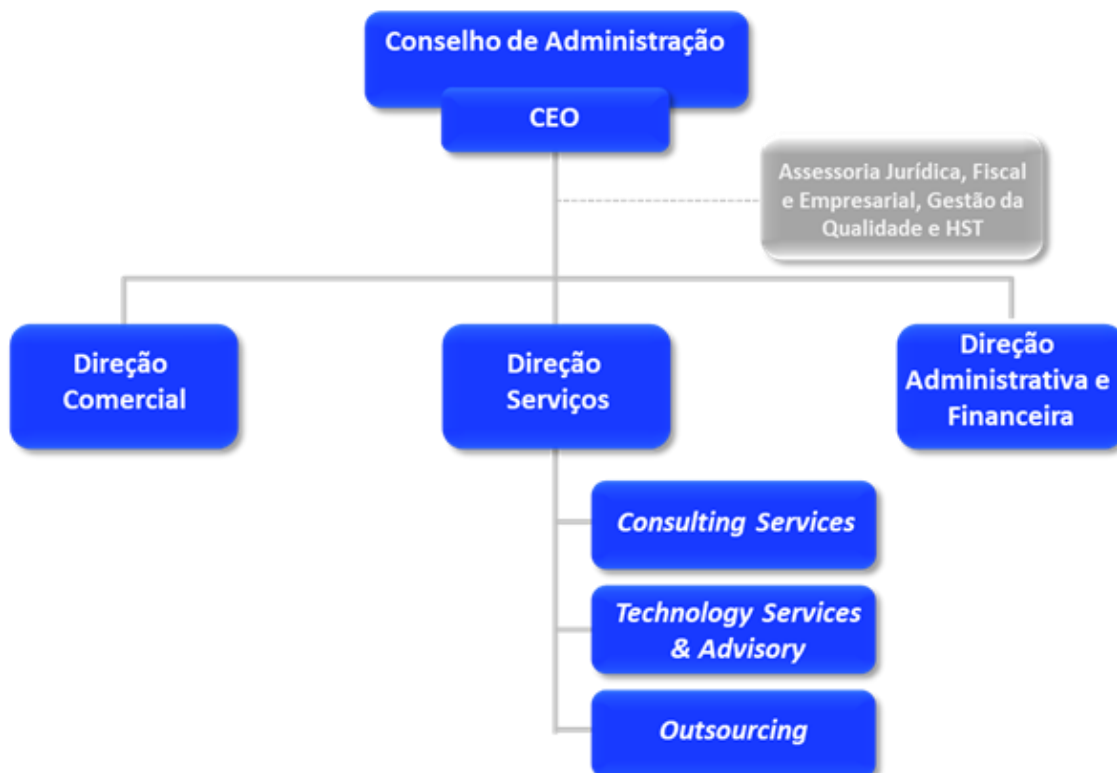 Conselho de Administração
CEO
Assessoria Jurídica, Fiscal
e Empresarial, Gestão da
Qualidade e HST
Direção
Comercial
Direção
Serviços
Direção
Administrativa e
Financeira
Consulting Services
Technology Services
& Advisory
Outsourcing